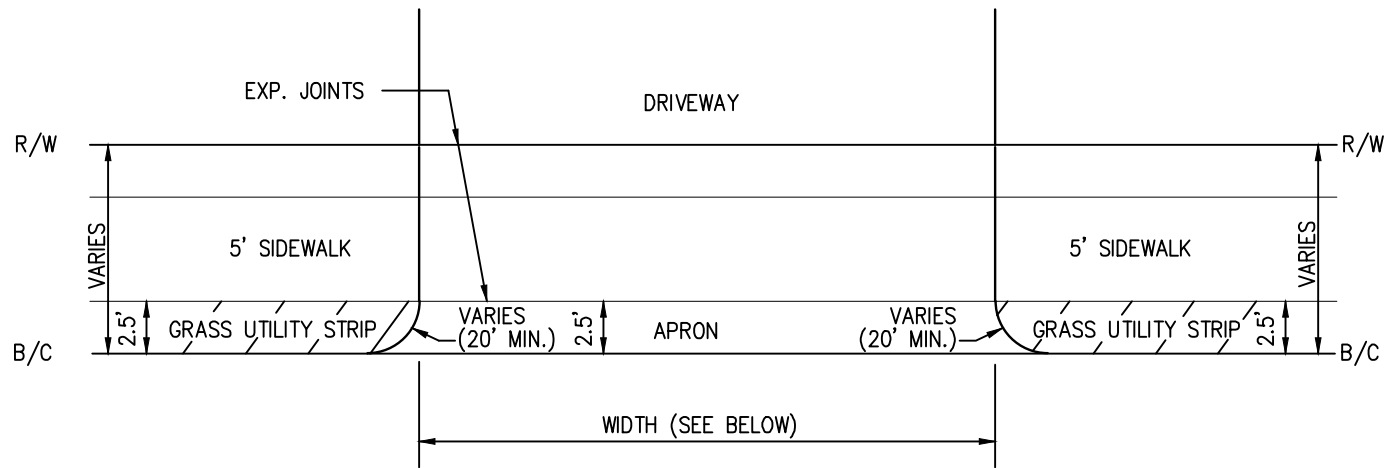 EXP. JOINTS
DRIVEWAY
R/W
R/W
VARIES
5' SIDEWALK
5' SIDEWALK
VARIES
2.5'
GRASS UTILITY STRIP
VARIES
(20' MIN.)
2.5'
APRON
VARIES
(20' MIN.)
GRASS UTILITY STRIP
2.5'
B/C
B/C
WIDTH (SEE BELOW)